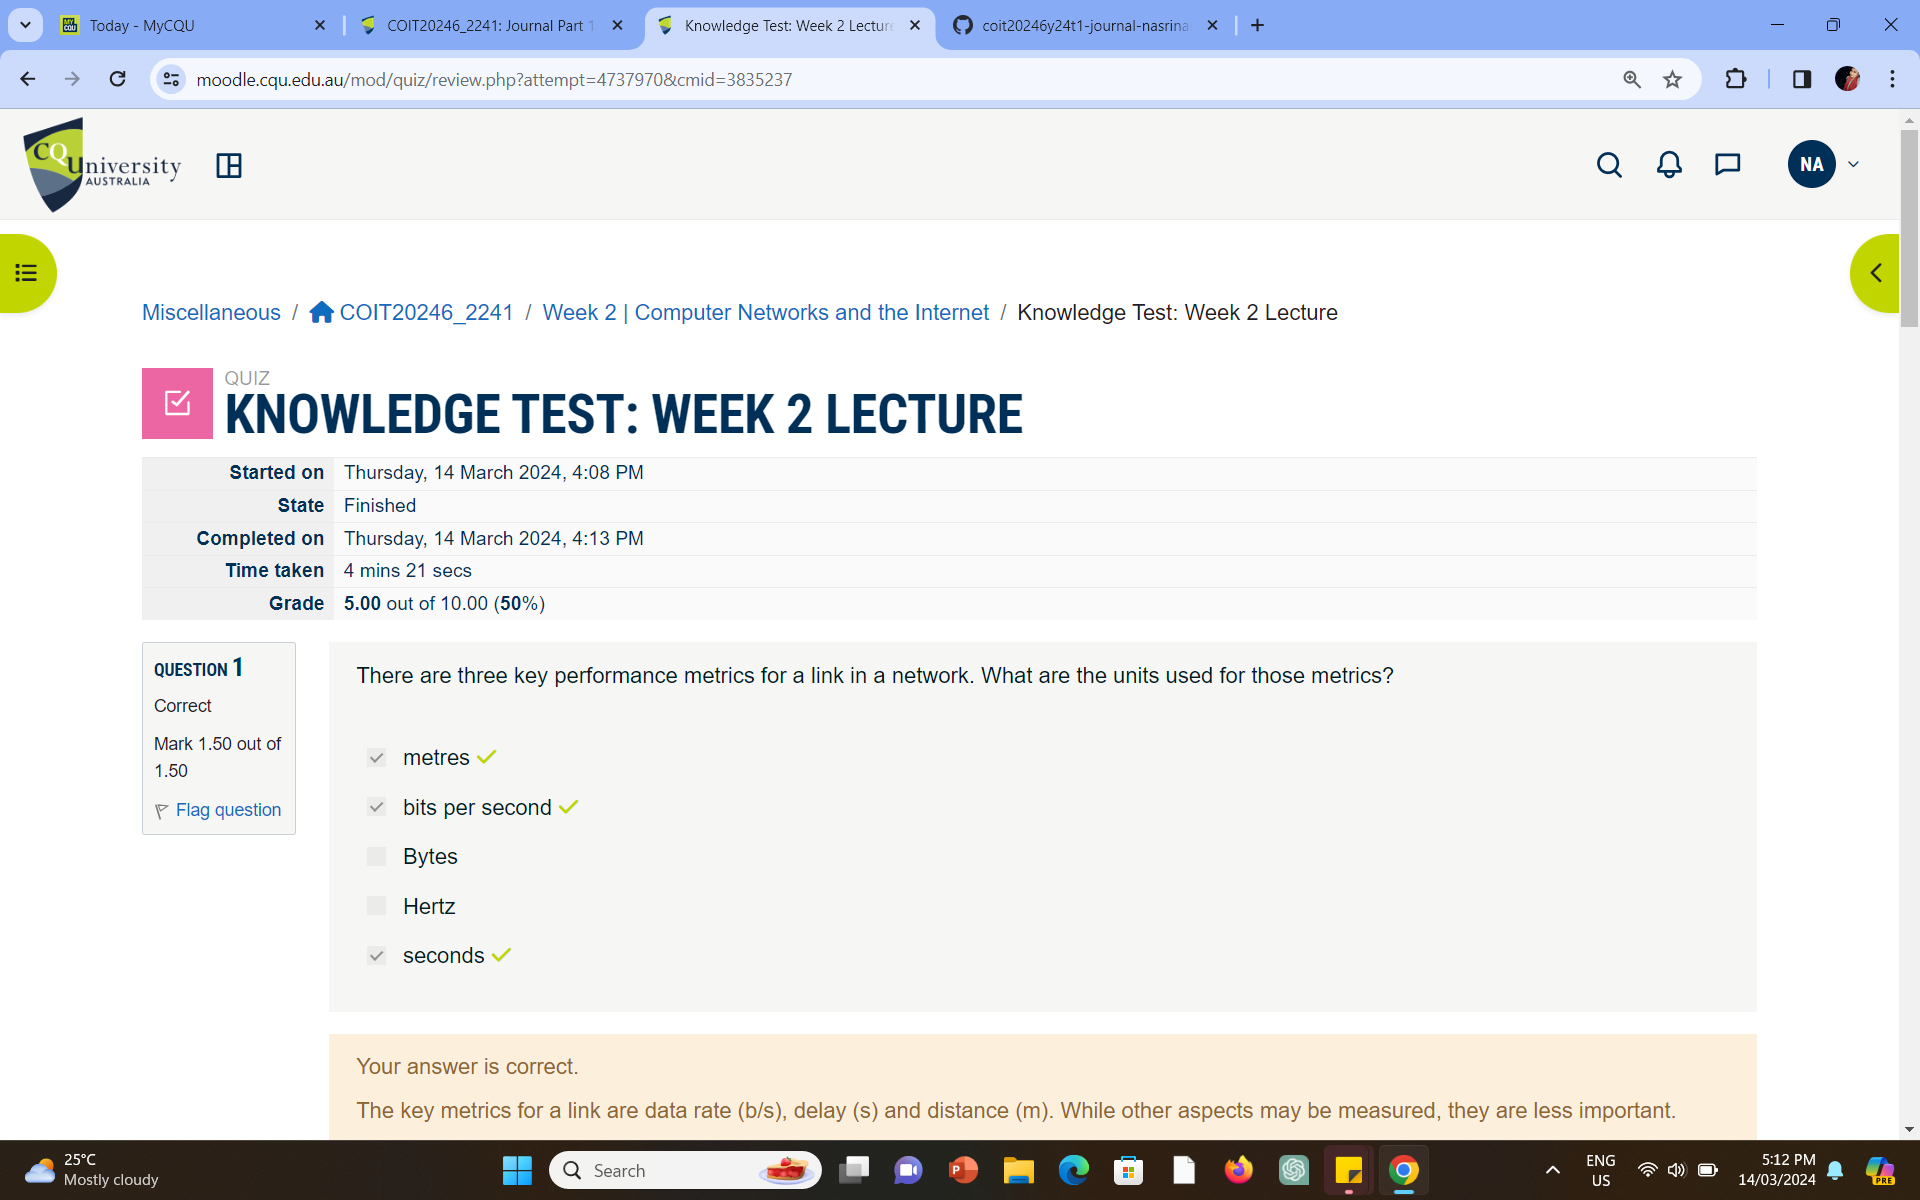 Today - MyCQU
COIT20246_2241: Journal Part 1
Knowledge Test: Week 2 Lecture
coit20246y24t1-journal-nasrina
moodle.cqu.edu.au/mod/quiz/review.php?attempt=4737970&cmid=3835237
CQUniversity
AUSTRALIA
NA
Miscellaneous / COIT20246_2241 / Week 2 | Computer Networks and the Internet / Knowledge Test: Week 2 Lecture
QUIZ
KNOWLEDGE TEST: WEEK 2 LECTURE
Started on Thursday, 14 March 2024, 4:08 PM
State Finished
Completed on Thursday, 14 March 2024, 4:13 PM
Time taken 4 mins 21 secs
Grade 5.00 out of 10.00 (50%)
QUESTION 1
Correct
Mark 1.50 out of
1.50
Flag question
There are three key performance metrics for a link in a network. What are the units used for those metrics?
metres
bits per second
Bytes
Hertz
seconds
Your answer is correct.
The key metrics for a link are data rate (b/s), delay (s) and distance (m). While other aspects may be measured, they are less important.
25°C
Mostly cloudy
Search
ENG
US
5:12 PM
14/03/2024
PRE